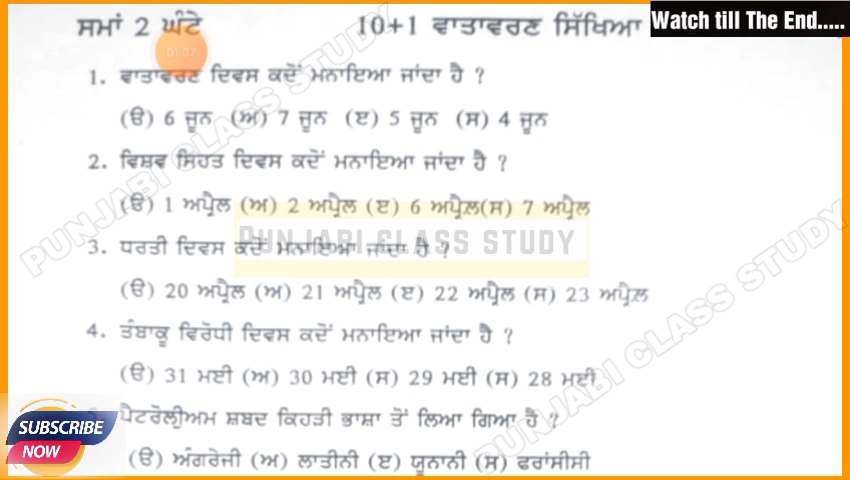 ਸਮਾਂ 2 ਘੰਟੇ 10+1 ਵਾਤਾਵਰਣ ਸਿੱਖਿਆ
Watch till The End.....
01:07
1. ਵਾਤਾਵਰਣ ਦਿਵਸ ਕਦੋਂ ਮਨਾਇਆ ਜਾਂਦਾ ਹੈ ?
(ੳ) 6 ਜੂਨ (ਅ) 7 ਜੂਨ (ੲ) 5 ਜੂਨ (ਸ) 4 ਜੂਨ
2. ਵਿਸ਼ਵ ਸਿਹਤ ਦਿਵਸ ਕਦੋਂ ਮਨਾਇਆ ਜਾਂਦਾ ਹੈ ?
(ੳ) 1 ਅਪ੍ਰੈਲ (ਅ) 2 ਅਪ੍ਰੈਲ (ੲ) 6 ਅਪ੍ਰੈਲ(ਸ) 7 ਅਪ੍ਰੈਲ
PUNJABI CLASS STUDY
3. ਧਰਤੀ ਦਿਵਸ ਕਦੋਂ ਮਨਾਇਆ ਜਾਂਦਾ ਹੈ ?
(ੳ) 20 ਅਪ੍ਰੈਲ (ਅ) 21 ਅਪ੍ਰੈਲ (ੲ) 22 ਅਪ੍ਰੈਲ (ਸ) 23 ਅਪ੍ਰੈਲ
4. ਤੰਬਾਕੂ ਵਿਰੋਧੀ ਦਿਵਸ ਕਦੋਂ ਮਨਾਇਆ ਜਾਂਦਾ ਹੈ ?
(ੳ) 31 ਮਈ (ਅ) 30 ਮਈ (ਸ) 29 ਮਈ (ਸ) 28 ਮਈ
ਪੈਟਰੋਲੀਅਮ ਸ਼ਬਦ ਕਿਹੜੀ ਭਾਸ਼ਾ ਤੋਂ ਲਿਆ ਗਿਆ ਹੈ ?
(ੳ) ਅੰਗਰੇਜੀ (ਅ) ਲਾਤੀਨੀ (ੲ) ਯੂਨਾਨੀ (ਸ) ਫਰਾਂਸੀਸੀ
SUBSCRIBE
NOW
PUNJABI CLASS STUDY
PUNJABI CLASS STUDY